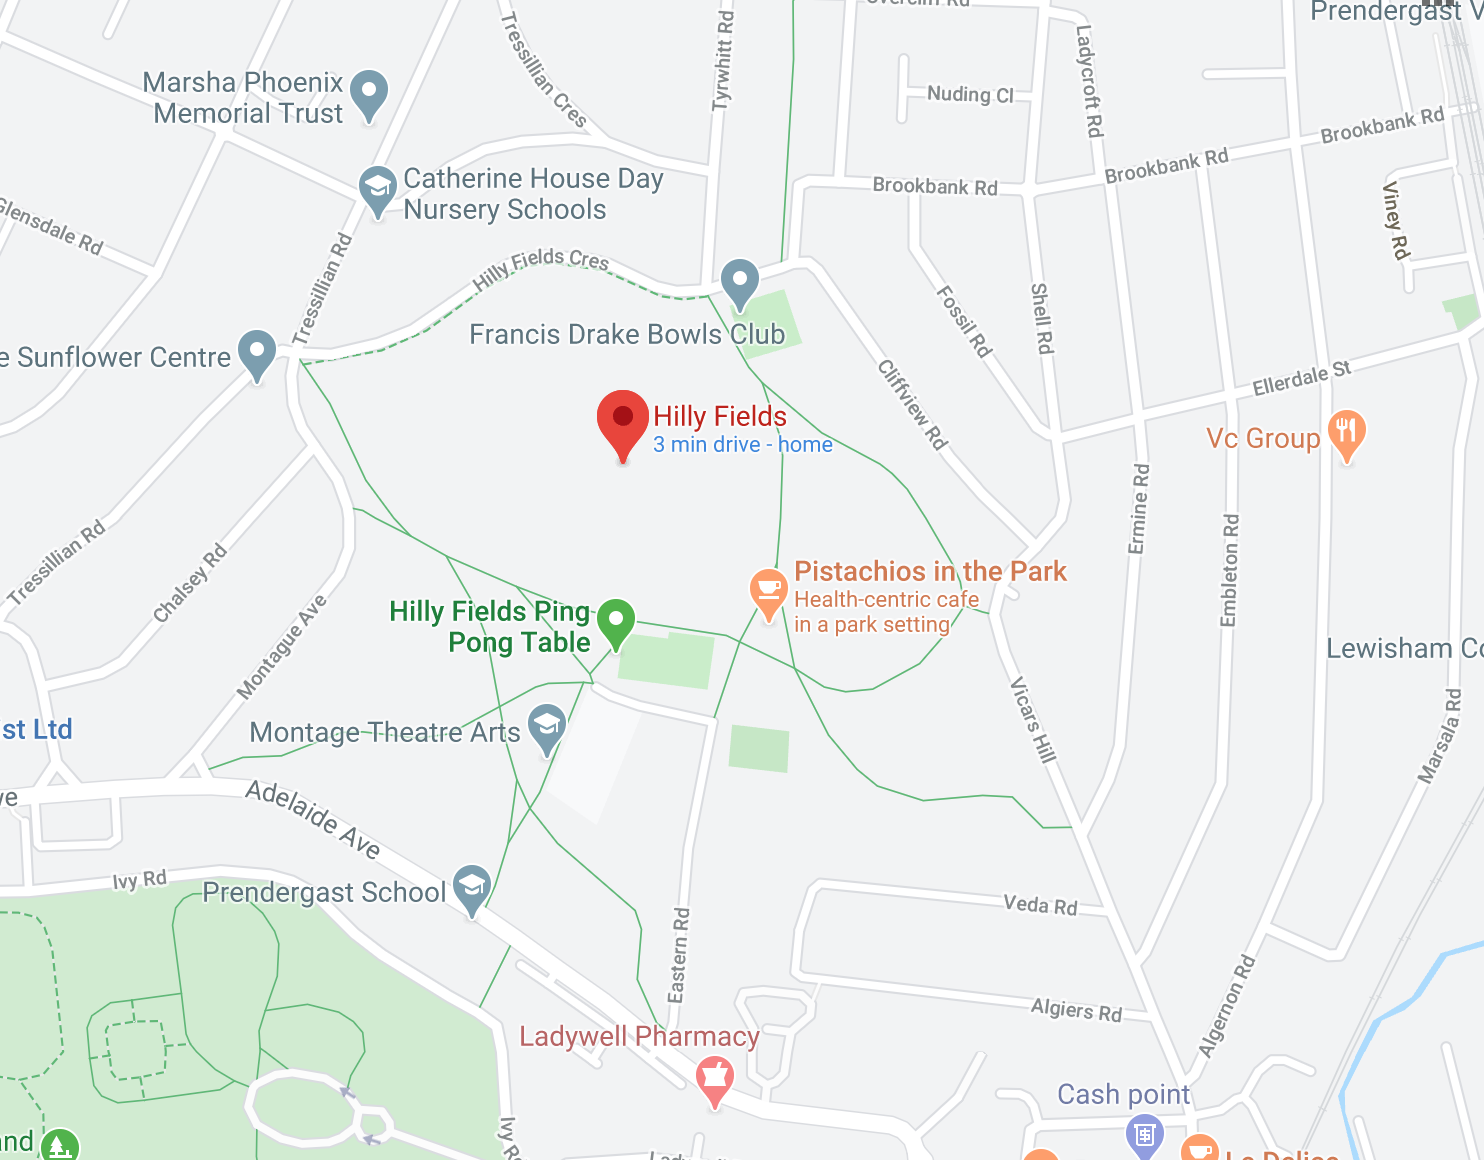 Overcliff Rd
Prendergast V
Tressillian Cres
Tyrwhitt Rd
Ladycroft Rd
Marsha Phoenix
Memorial Trust
Nuding Cl
Brookbank Rd
Brookbank Rd
Brookbank Rd
Catherine House Day
Nursery Schools
Viney Rd
Glensdale Rd
Tressillian Rd
Hilly Fields Cres
Fossil Rd
Shell Rd
Francis Drake Bowls Club
e Sunflower Centre
Cliffview Rd
Ellerdale St
Hilly Fields
3 min drive - home
Vc Group
Ermine Rd
Embleton Rd
Tressillian Rd
Chalsey Rd
Montague Ave
Pistachios in the Park
Health-centric cafe
in a park setting
Hilly Fields Ping
Pong Table
Lewisham Co
Vicars Hill
Marsala Rd
st Ltd
Montage Theatre Arts
ve
Adelaide Ave
Ivy Rd
Prendergast School
Veda Rd
Eastern Rd
Algiers Rd
Algernon Rd
Ladywell Pharmacy
Cash point
and
Ivy R
La Delice